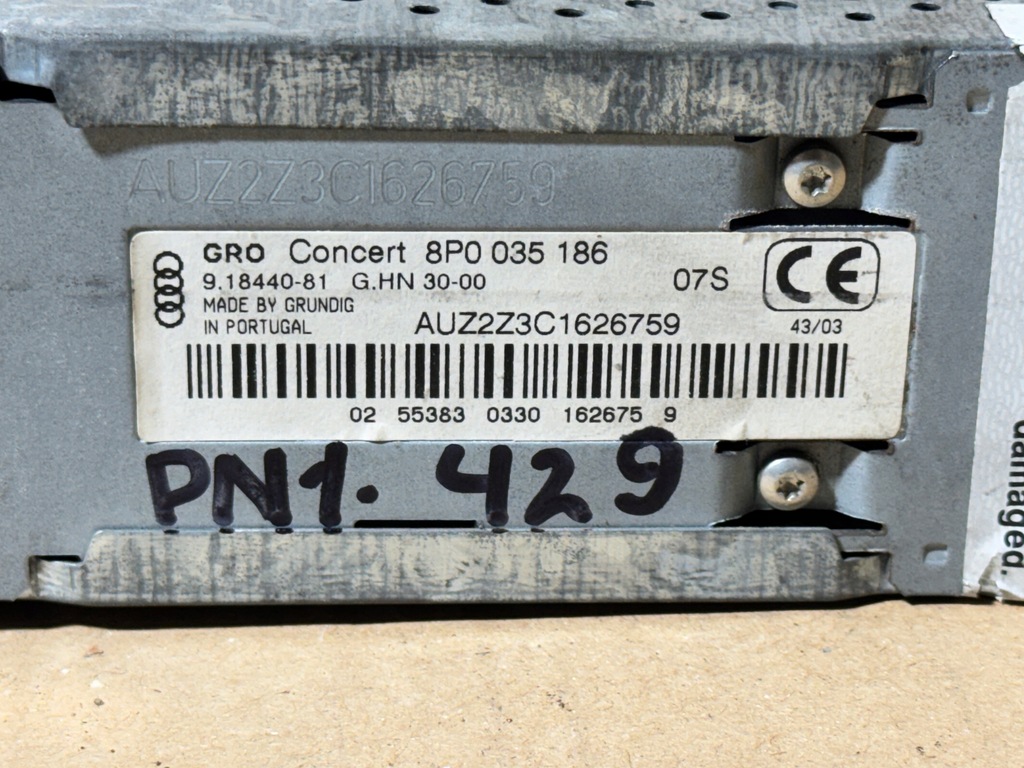 AUZ2Z3C1626759
GRO Concert 8P0 035 186
9.18440-81 G.HN 30-00 07S CE
MADE BY GRUNDIG
IN PORTUGAL AUZ2Z3C1626759 43/03
02 55383 0330 162675 9
PN1. 429
damaged.